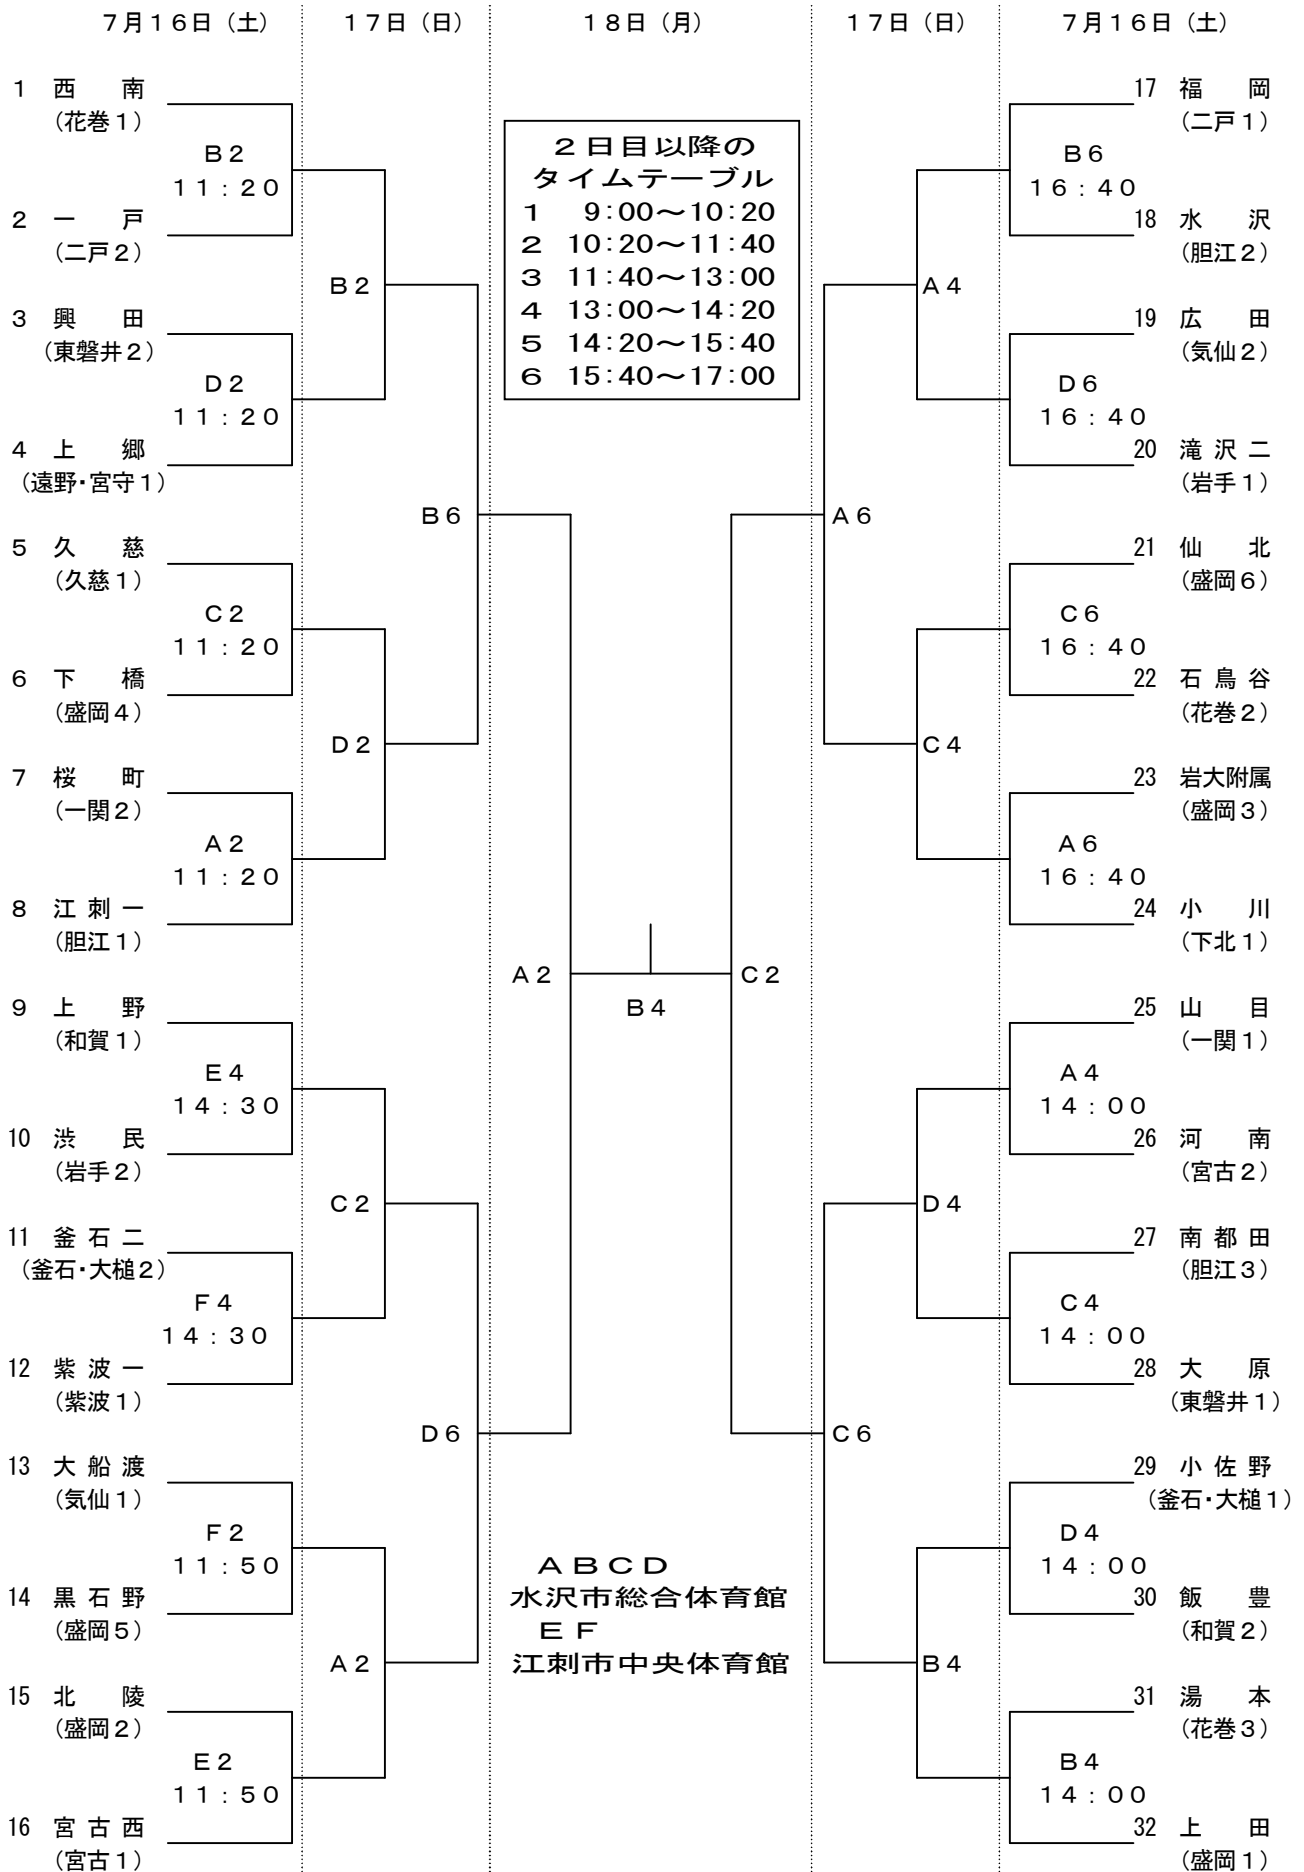 ７月１６日（土）
１７日（日）
１８日（月）
１７日（日）
７月１６日（土）
1 西　南
（花巻１）
Ｂ２
１１：２０
2 一　戸
（二戸２）
Ｂ２
3 興　田
（東磐井２）
Ｄ２
１１：２０
4 上　郷
（遠野・宮守１）
Ｂ６
5 久　慈
（久慈１）
Ｃ２
１１：２０
6 下　橋
（盛岡４）
Ｄ２
7 桜　町
（一関２）
Ａ２
１１：２０
8 江 刺 一
（胆江１）
Ａ２
9 上　野
（和賀１）
Ｅ４
１４：３０
10 渋　民
（岩手２）
Ｃ２
11 釜 石 二
（釜石・大槌２）
Ｆ４
１４：３０
12 紫 波 一
（紫波１）
Ｄ６
13 大 船 渡
（気仙１）
Ｆ２
１１：５０
14 黒 石 野
（盛岡５）
Ａ２
15 北　陵
（盛岡２）
Ｅ２
１１：５０
16 宮 古 西
（宮古１）
２日目以降の
タイムテーブル
1 9:00～10:20
2 10:20～11:40
3 11:40～13:00
4 13:00～14:20
5 14:20～15:40
6 15:40～17:00
Ｂ４
ＡＢＣＤ
水沢市総合体育館
ＥＦ
江刺市中央体育館
17 福　岡
（二戸１）
Ｂ６
１６：４０
18 水　沢
（胆江２）
Ａ４
19 広　田
（気仙２）
Ｄ６
１６：４０
20 滝 沢 二
（岩手１）
Ａ６
21 仙　北
（盛岡６）
Ｃ６
１６：４０
22 石 鳥 谷
（花巻２）
Ｃ４
23 岩大附属
（盛岡３）
Ａ６
１６：４０
24 小　川
（下北１）
Ｃ２
25 山　目
（一関１）
Ａ４
１４：００
26 河　南
（宮古２）
Ｄ４
27 南 都 田
（胆江３）
Ｃ４
１４：００
28 大　原
（東磐井１）
Ｃ６
29 小 佐 野
（釜石・大槌１）
Ｄ４
１４：００
30 飯　豊
（和賀２）
Ｂ４
31 湯　本
（花巻３）
Ｂ４
１４：００
32 上　田
（盛岡１）